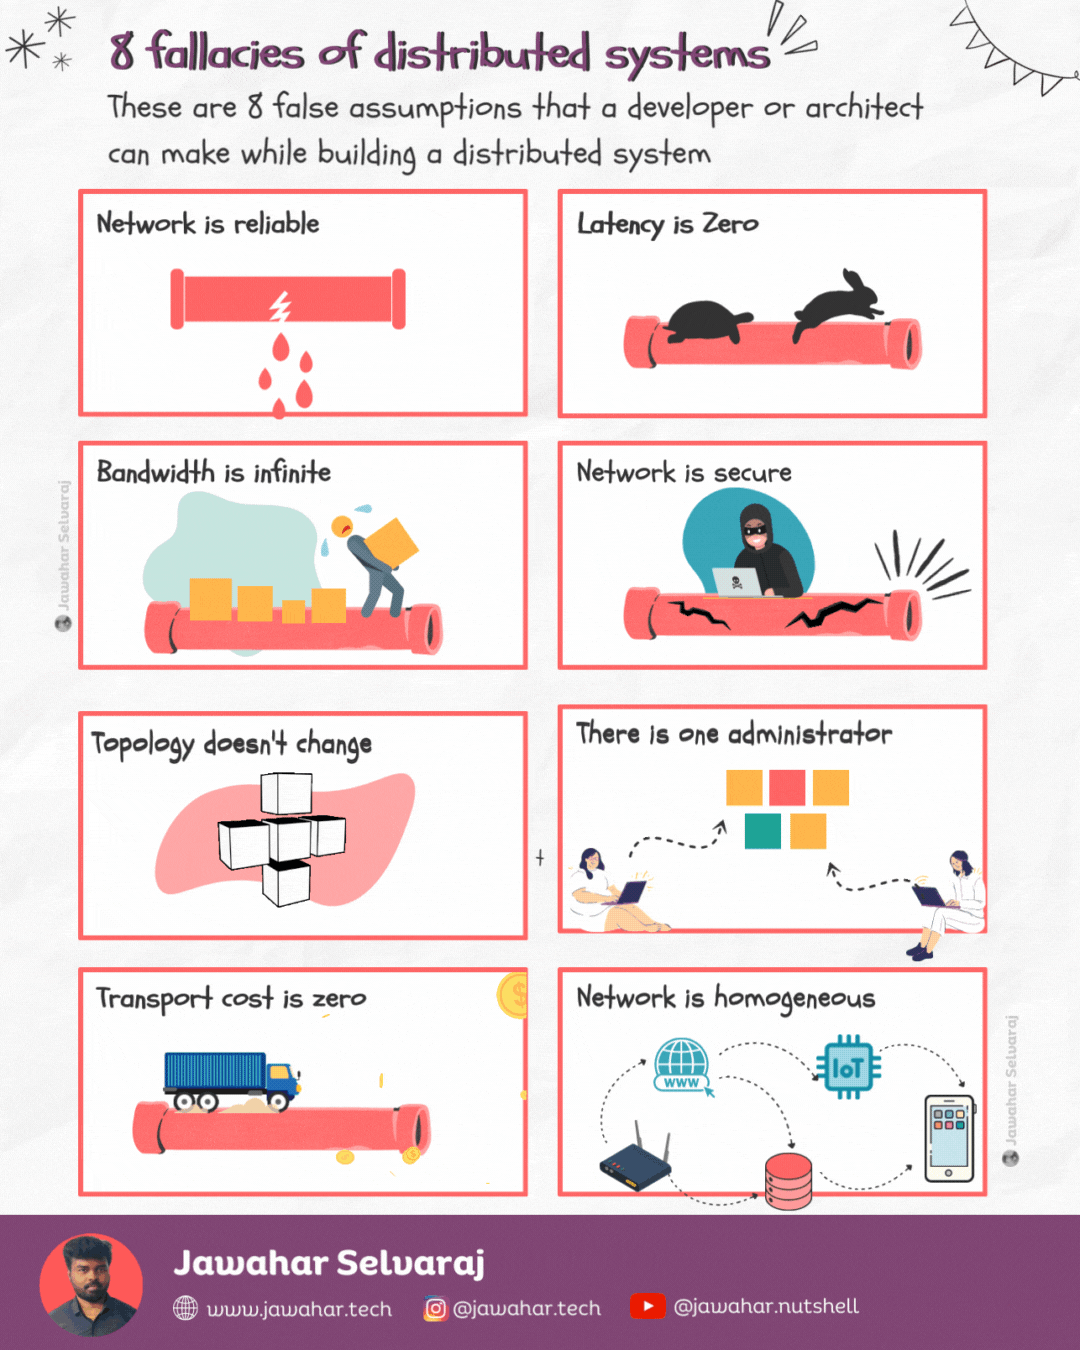 8 fallacies of distributed systems
These are 8 false assumptions that a developer or architect
can make while building a distributed system
Network is reliable
Latency is Zero
Bandwidth is infinite
Network is secure
Jawahar Selvaraj
Topology doesn't change
There is one administrator
Transport cost is zero
$
$
Network is homogeneous
WWW
IoT
Jawahar Selvaraj
Jawahar Selvaraj
www.jawahar.tech
@jawahar.tech
@jawahar.nutshell